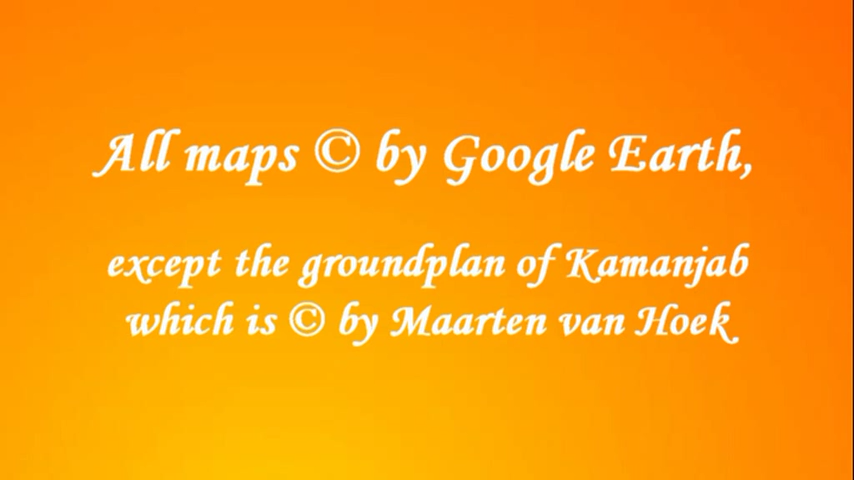 All maps © by Google Earth,
except the groundplan of Kamanjab
which is © by Maarten van Hoek.